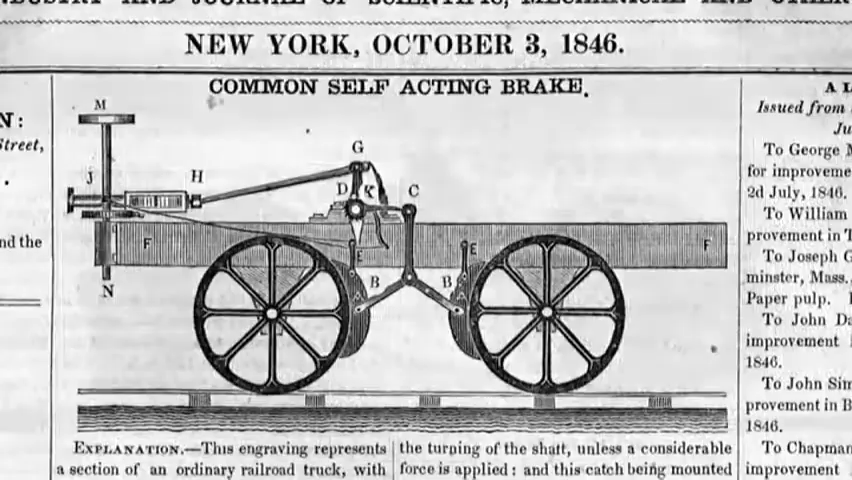 NEW YORK, OCTOBER 3, 1846.
COMMON SELF ACTING BRAKE.
M
G
J
H
D
K
C
F
E
E
F
B
B
N
EXPLANATION.—This engraving represents
a section of an ordinary railroad truck, with
the turning of the shaft, unless a considerable
force is applied: and this catch being mounted
N:
Street,
nd the
A
Issued from
Ju
To George
for improveme
2d July, 1846.
To William
provement in T
To Joseph G
minster, Mass.
Paper pulp.
To John Da
improvement
1846.
To John Sim
provement in B
1846.
To Chapman
improvement